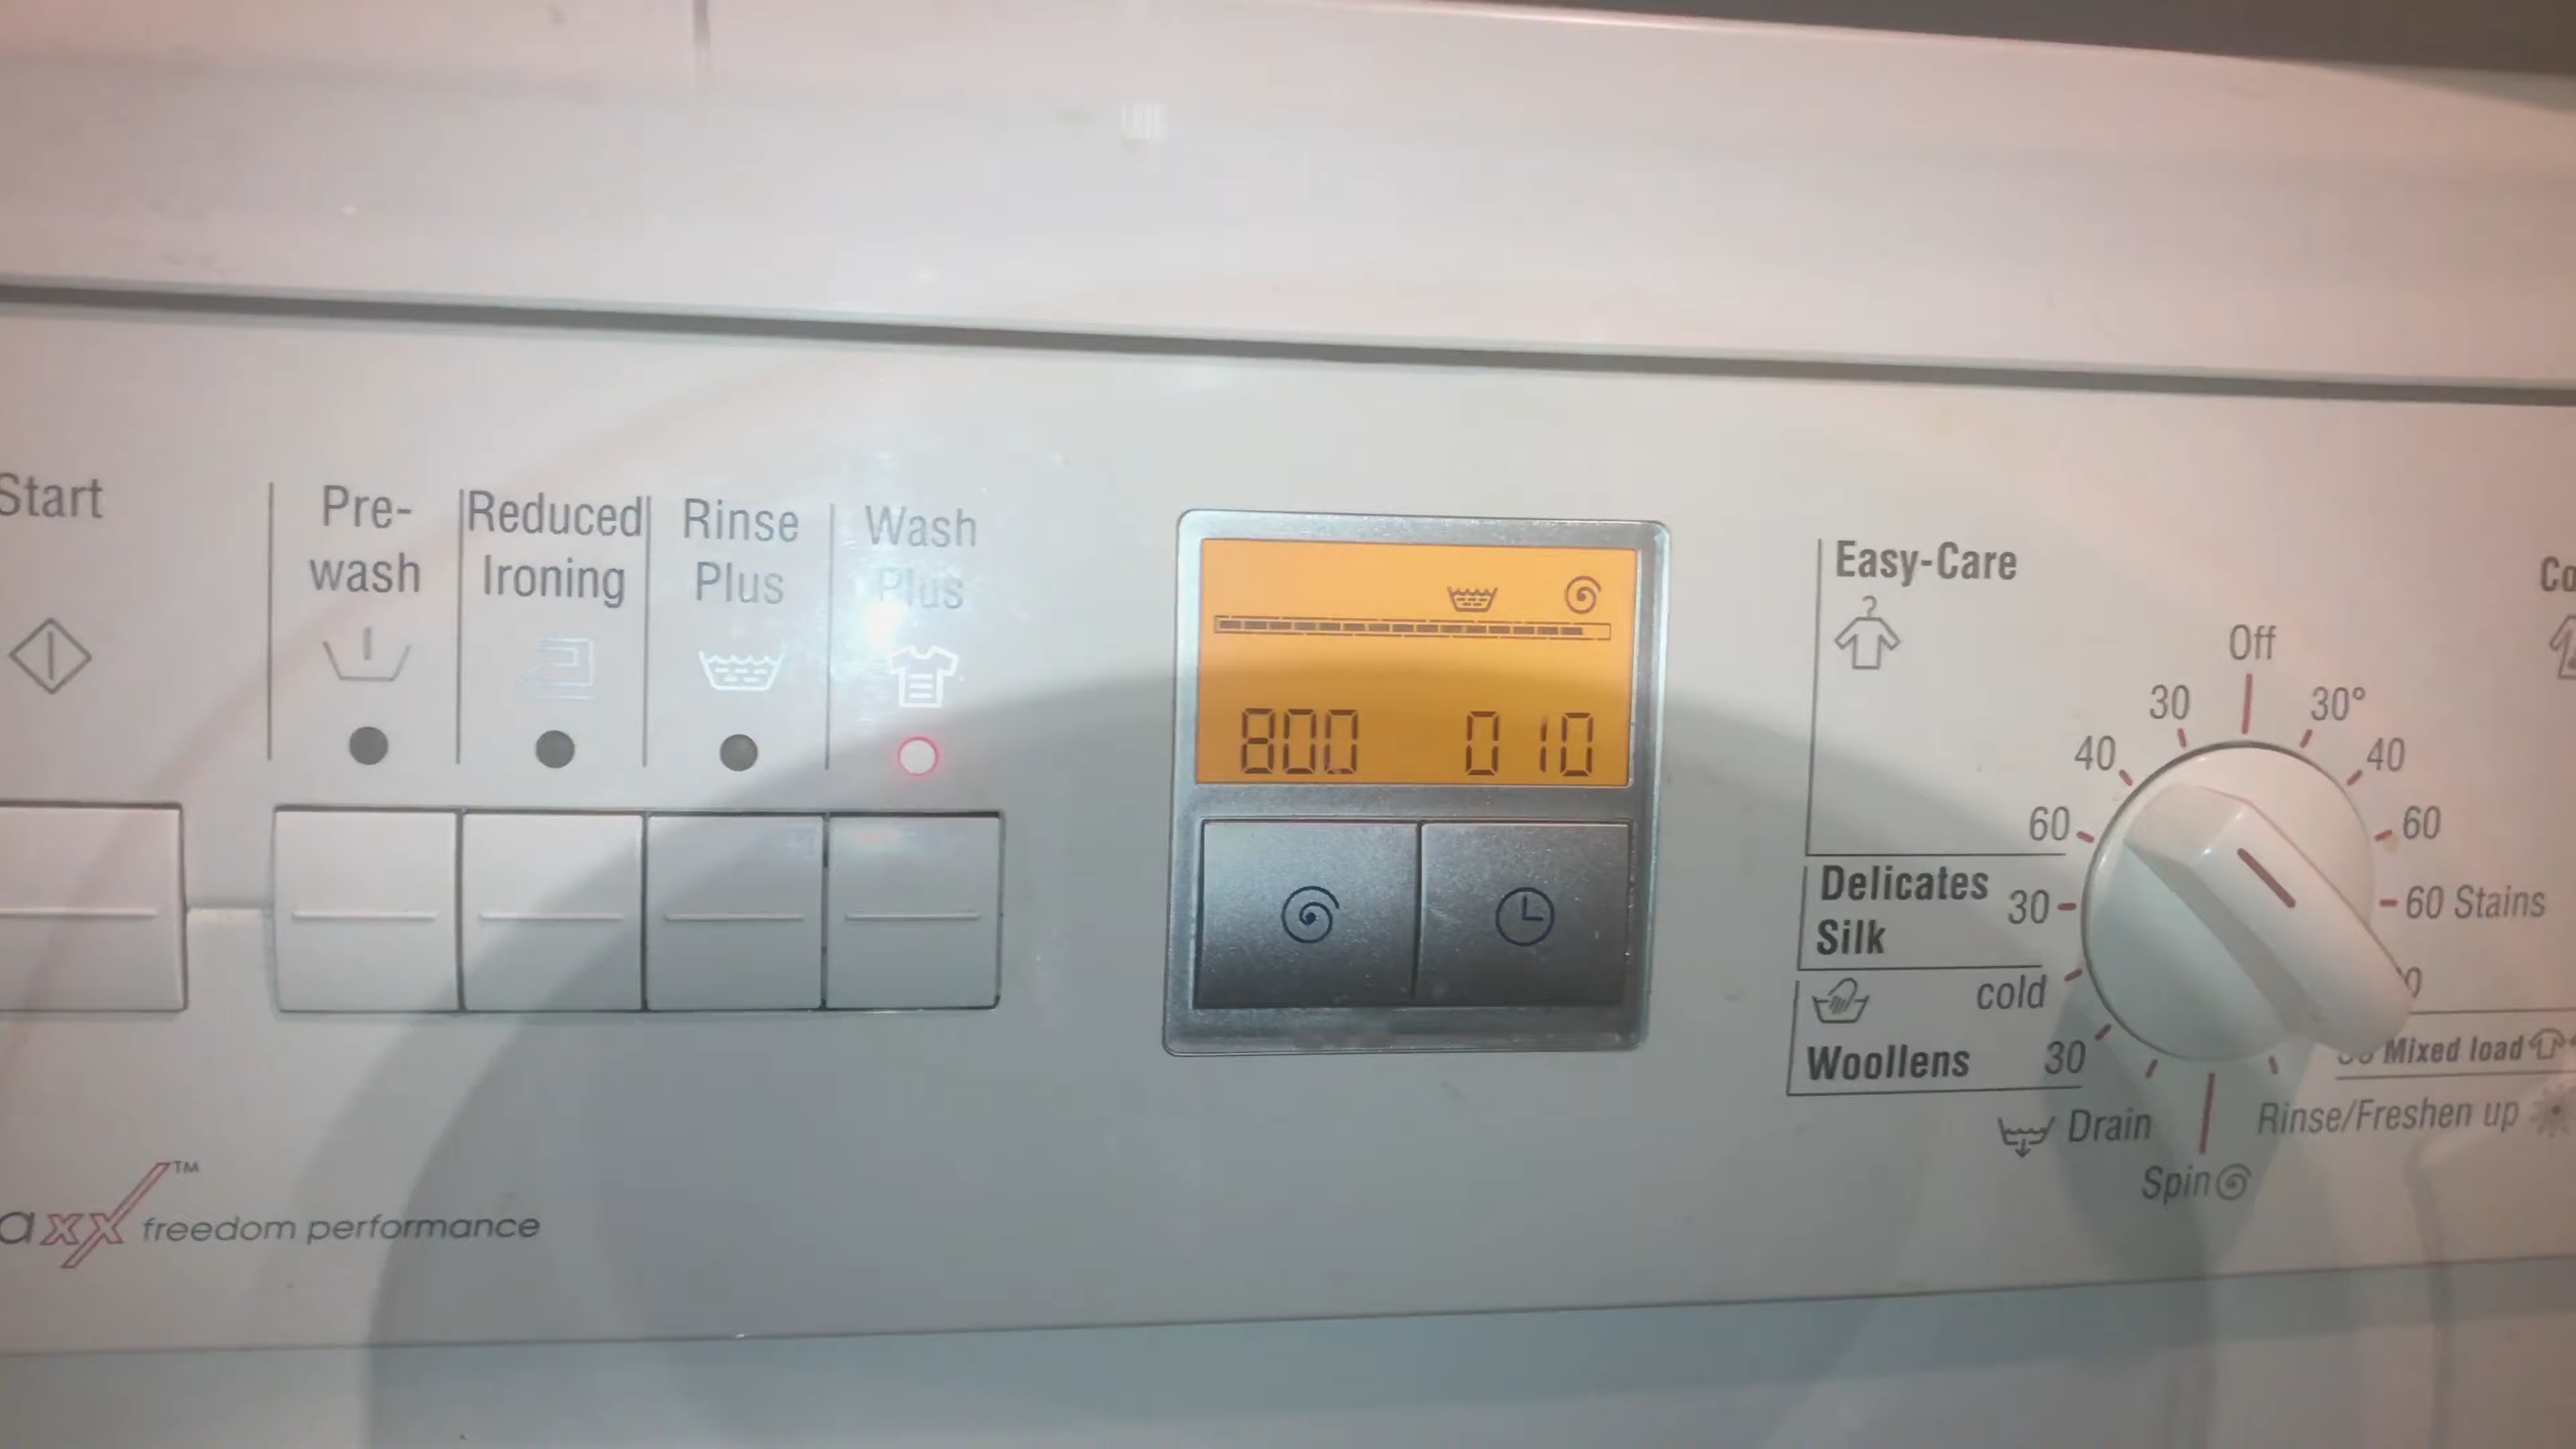 Start
Pre-
wash
Reduced
Ironing
Rinse
Plus
Wash
Plus
800 0 10
Easy-Care
Off
30
30°
40
40
60
60
Delicates
Silk
30
60 Stains
cold
Woollens
30
Mixed load
Drain
Rinse/Freshen up
Spin
axx™ freedom performance